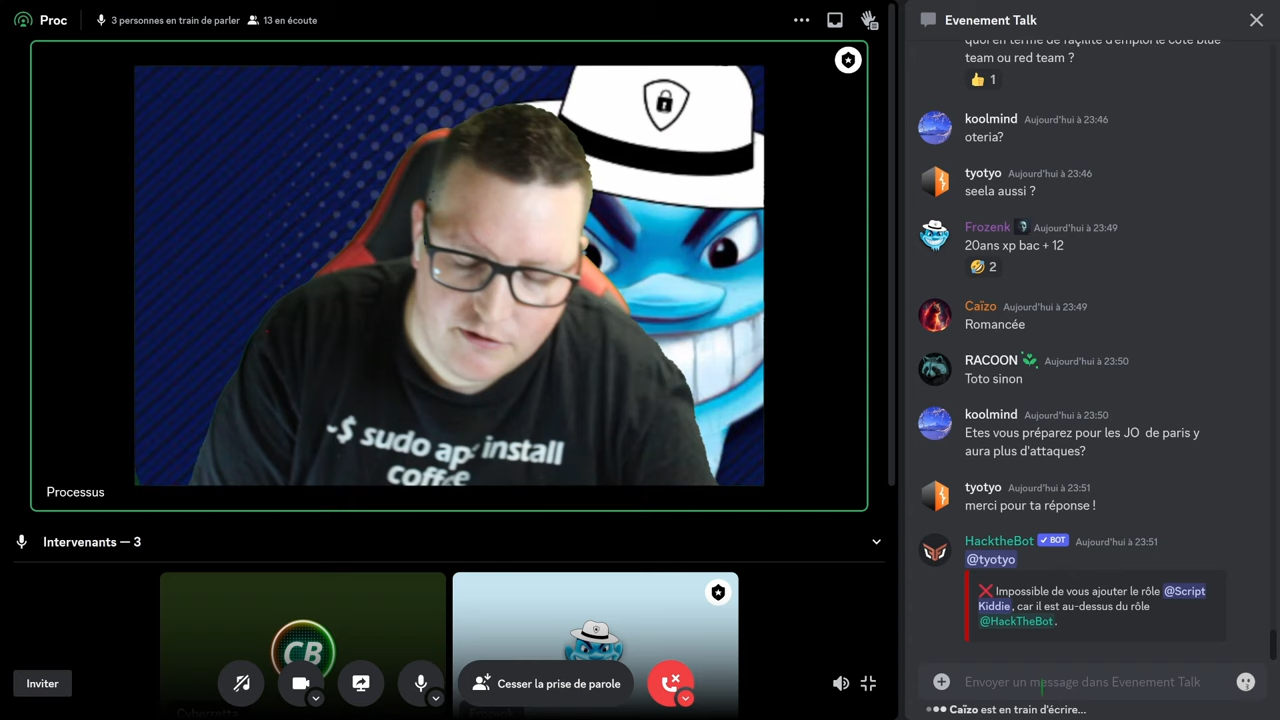 Proc
3 personnes en train de parler
13 en écoute
Evenement Talk
quoi en terme de façilité d'emploi le côté blue
team ou red team ?
👍 1
koolmind Aujourd'hui à 23:46
oteria?
tyotyo Aujourd'hui à 23:46
seela aussi ?
Frozenk Aujourd'hui à 23:49
20ans xp bac + 12
🤣 2
Caïzo Aujourd'hui à 23:49
Romancée
RACOON Aujourd'hui à 23:50
Toto sinon
koolmind Aujourd'hui à 23:50
Etes vous préparez pour les JO de paris y
aura plus d'attaques?
tyotyo Aujourd'hui à 23:51
merci pour ta réponse !
HacktheBot ✓ BOT Aujourd'hui à 23:51
@tyotyo
❌ Impossible de vous ajouter le rôle @Script
Kiddie, car il est au-dessus du rôle
@HackTheBot.
Envoyer un message dans Evenement Talk
Caïzo est en train d'écrire...
~$ sudo apt install
coffee
Processus
Intervenants — 3
CB
Inviter
Cesser la prise de parole